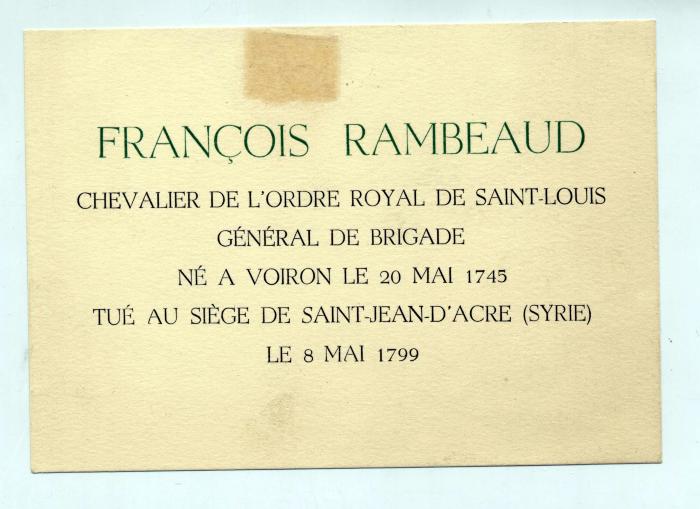 FRANÇOIS RAMBEAUD
CHEVALIER DE L'ORDRE ROYAL DE SAINT-LOUIS
GÉNÉRAL DE BRIGADE
NÉ A VOIRON LE 20 MAI 1745
TUÉ AU SIÈGE DE SAINT-JEAN-D'ACRE (SYRIE)
LE 8 MAI 1799